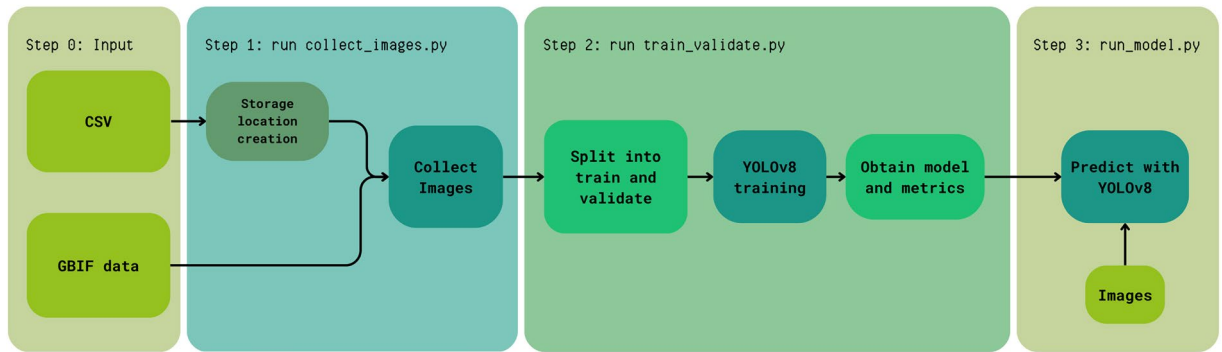 Step 0: Input
CSV
GBIF data
Step 1: run collect_images.py
Storage
location
creation
Collect
Images
Step 2: run train_validate.py
Split into
train and
validate
YOLOv8
training
Obtain model
and metrics
Step 3: run_model.py
Predict with
YOLOv8
Images